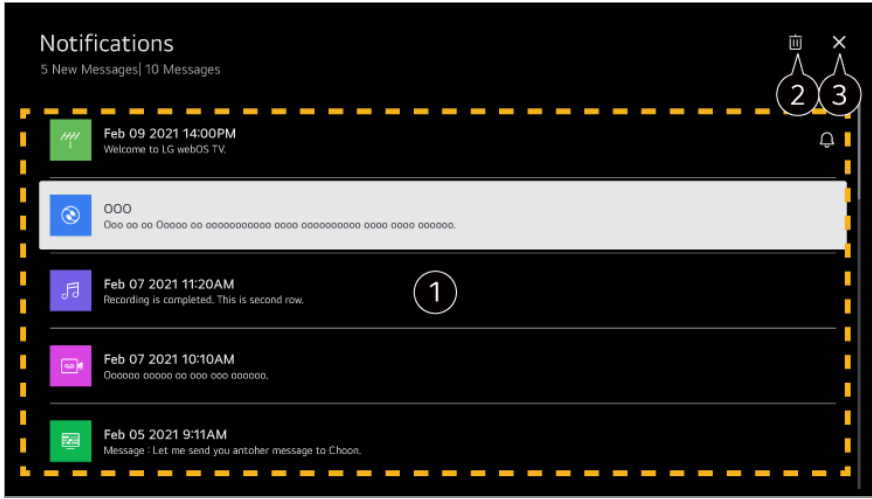 Notifications
5 New Messages| 10 Messages
2 3
Feb 09 2021 14:00PM
Welcome to LG webOS TV.
OOO
Ooo oo oo Ooooo oo ooooooooooo oooo oooooooooo oooo oooo oooooo.
Feb 07 2021 11:20AM
Recording is completed, This is second row,
1
Feb 07 2021 10:10AM
Oooooo ooooo oo ooo ooo oooooo.
Feb 05 2021 9:11AM
Message : Let me send you antoher message to Choon,